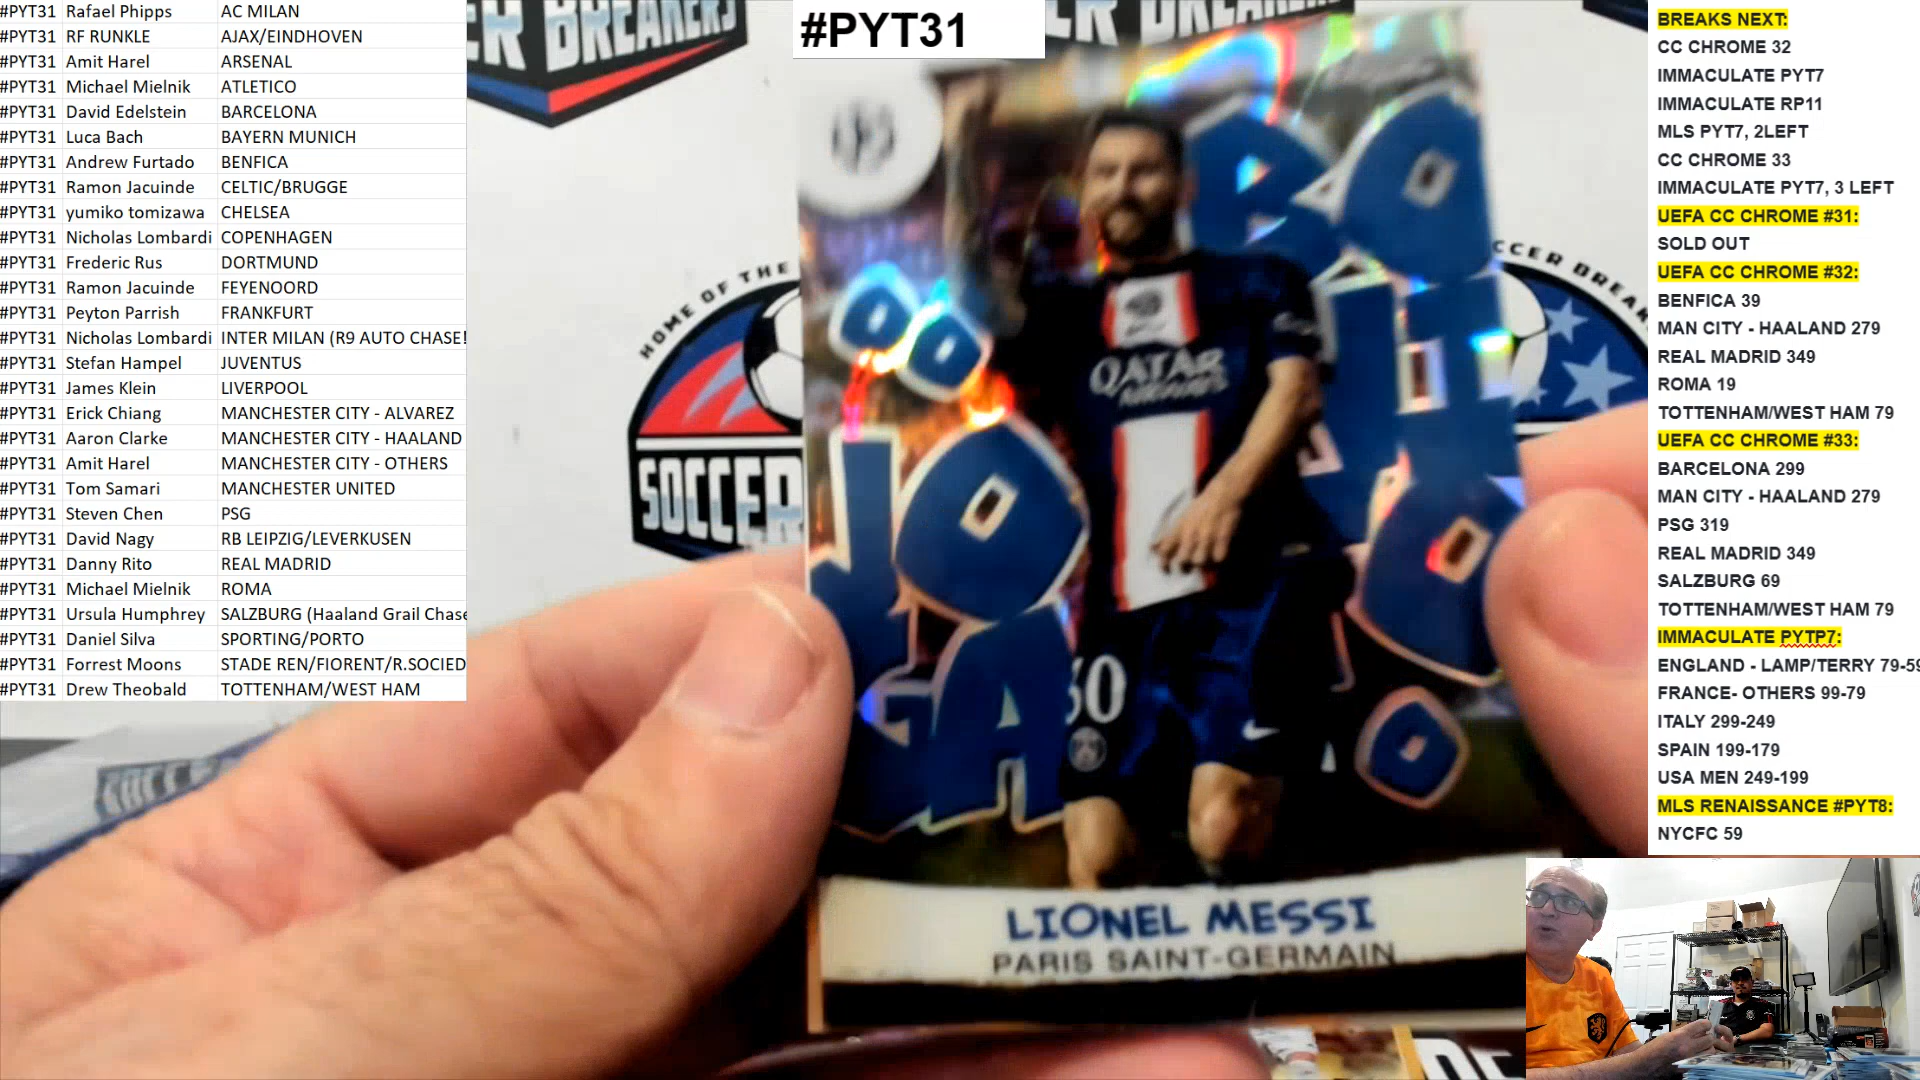 #PYT31 Rafael Phipps AC MILAN
#PYT31 RF RUNKLE AJAX/EINDHOVEN
#PYT31 Amit Harel ARSENAL
#PYT31 Michael Mielnik ATLETICO
#PYT31 David Edelstein BARCELONA
#PYT31 Luca Bach BAYERN MUNICH
#PYT31 Andrew Furtado BENFICA
#PYT31 Ramon Jacuinde CELTIC/BRUGGE
#PYT31 yumiko tomizawa CHELSEA
#PYT31 Nicholas Lombardi COPENHAGEN
#PYT31 Frederic Rus DORTMUND
#PYT31 Ramon Jacuinde FEYENOORD
#PYT31 Peyton Parrish FRANKFURT
#PYT31 Nicholas Lombardi INTER MILAN (R9 AUTO CHASE!
#PYT31 Stefan Hampel JUVENTUS
#PYT31 James Klein LIVERPOOL
#PYT31 Erick Chiang MANCHESTER CITY - ALVAREZ
#PYT31 Aaron Clarke MANCHESTER CITY - HAALAND
#PYT31 Amit Harel MANCHESTER CITY - OTHERS
#PYT31 Tom Samari MANCHESTER UNITED
#PYT31 Steven Chen PSG
#PYT31 David Nagy RB LEIPZIG/LEVERKUSEN
#PYT31 Danny Rito REAL MADRID
#PYT31 Michael Mielnik ROMA
#PYT31 Ursula Humphrey SALZBURG (Haaland Grail Chase
#PYT31 Daniel Silva SPORTING/PORTO
#PYT31 Forrest Moons STADE REN/FIORENT/R.SOCIED
#PYT31 Drew Theobald TOTTENHAM/WEST HAM
#PYT31
ER BREAKERS
HOME OF THE
SOCCER
CCER BREAK
QATAR
AIRWAYS
JOGA
30
LIONEL MESSI
PARIS SAINT-GERMAIN
BREAKS NEXT:
CC CHROME 32
IMMACULATE PYT7
IMMACULATE RP11
MLS PYT7, 2LEFT
CC CHROME 33
IMMACULATE PYT7, 3 LEFT
UEFA CC CHROME #31:
SOLD OUT
UEFA CC CHROME #32:
BENFICA 39
MAN CITY - HAALAND 279
REAL MADRID 349
ROMA 19
TOTTENHAM/WEST HAM 79
UEFA CC CHROME #33:
BARCELONA 299
MAN CITY - HAALAND 279
PSG 319
REAL MADRID 349
SALZBURG 69
TOTTENHAM/WEST HAM 79
IMMACULATE PYTP7:
ENGLAND - LAMP/TERRY 79-59
FRANCE- OTHERS 99-79
ITALY 299-249
SPAIN 199-179
USA MEN 249-199
MLS RENAISSANCE #PYT8:
NYCFC 59